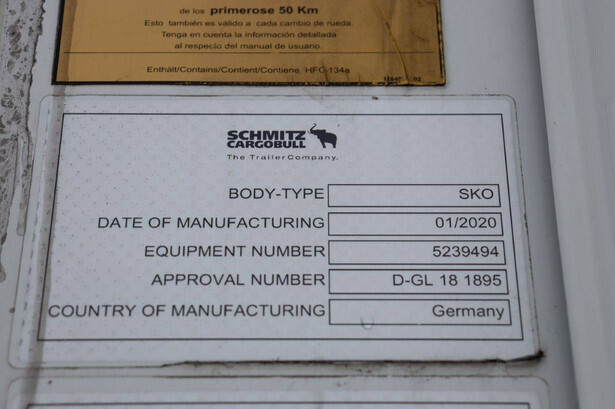 de los primerose 50 Km
Esto también es válido a cada cambio de rueda.
Tenga en cuenta la información detallada
al respecto del manual de usuario.
Enthält/Contains/Contient/Contiene HFC-134a
SCHMITZ
CARGOBULL
The Trailer Company.
BODY-TYPE SKO
DATE OF MANUFACTURING 01/2020
EQUIPMENT NUMBER 5239494
APPROVAL NUMBER D-GL 18 1895
COUNTRY OF MANUFACTURING Germany